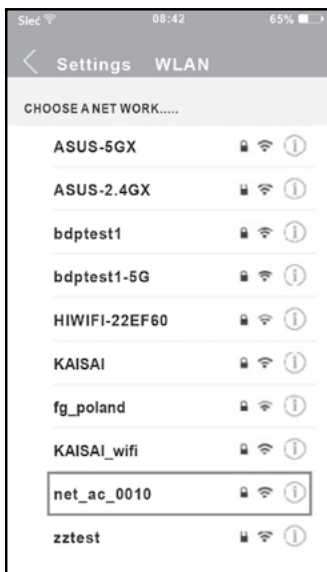 Sieć 08:42 65%
Settings WLAN
CHOOSE A NET WORK.....
ASUS-5GX
ASUS-2.4GX
bdptest1
bdptest1-5G
HIWIFI-22EF60
KAISAI
fg_poland
KAISAI_wifi
net_ac_0010
zztest